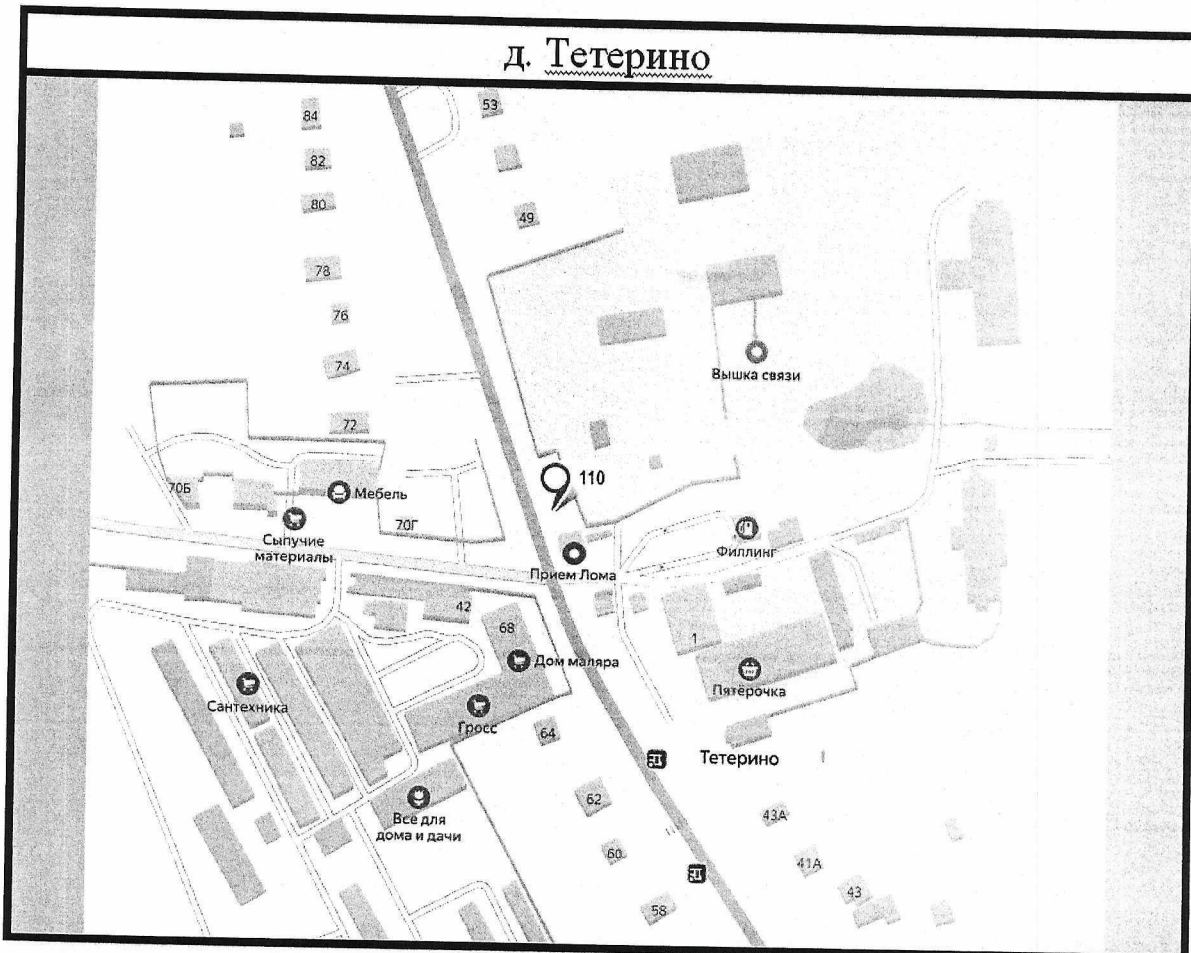 д. Тетерино
84
53
82
80
49
78
76
74
Вышка связи
72
110
70Б
Мебель
70Г
Сыпучие
материалы
Филлинг
Прием Лома
42
68
1
Дом маляра
Сантехника
Пятёрочка
Гросс
64
Тетерино
62
Всё для
дома и дачи
43А
60
41А
43
58